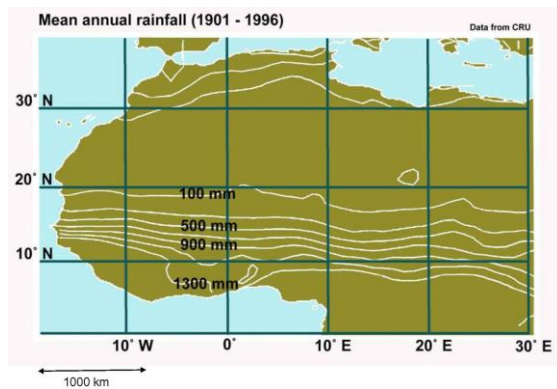 Mean annual rainfall (1901 - 1996)
Data from CRU
30° N
20° N
100 mm
500 mm
900 mm
10° N
1300 mm
10° W 0° 10° E 20° E 30° E
1000 km